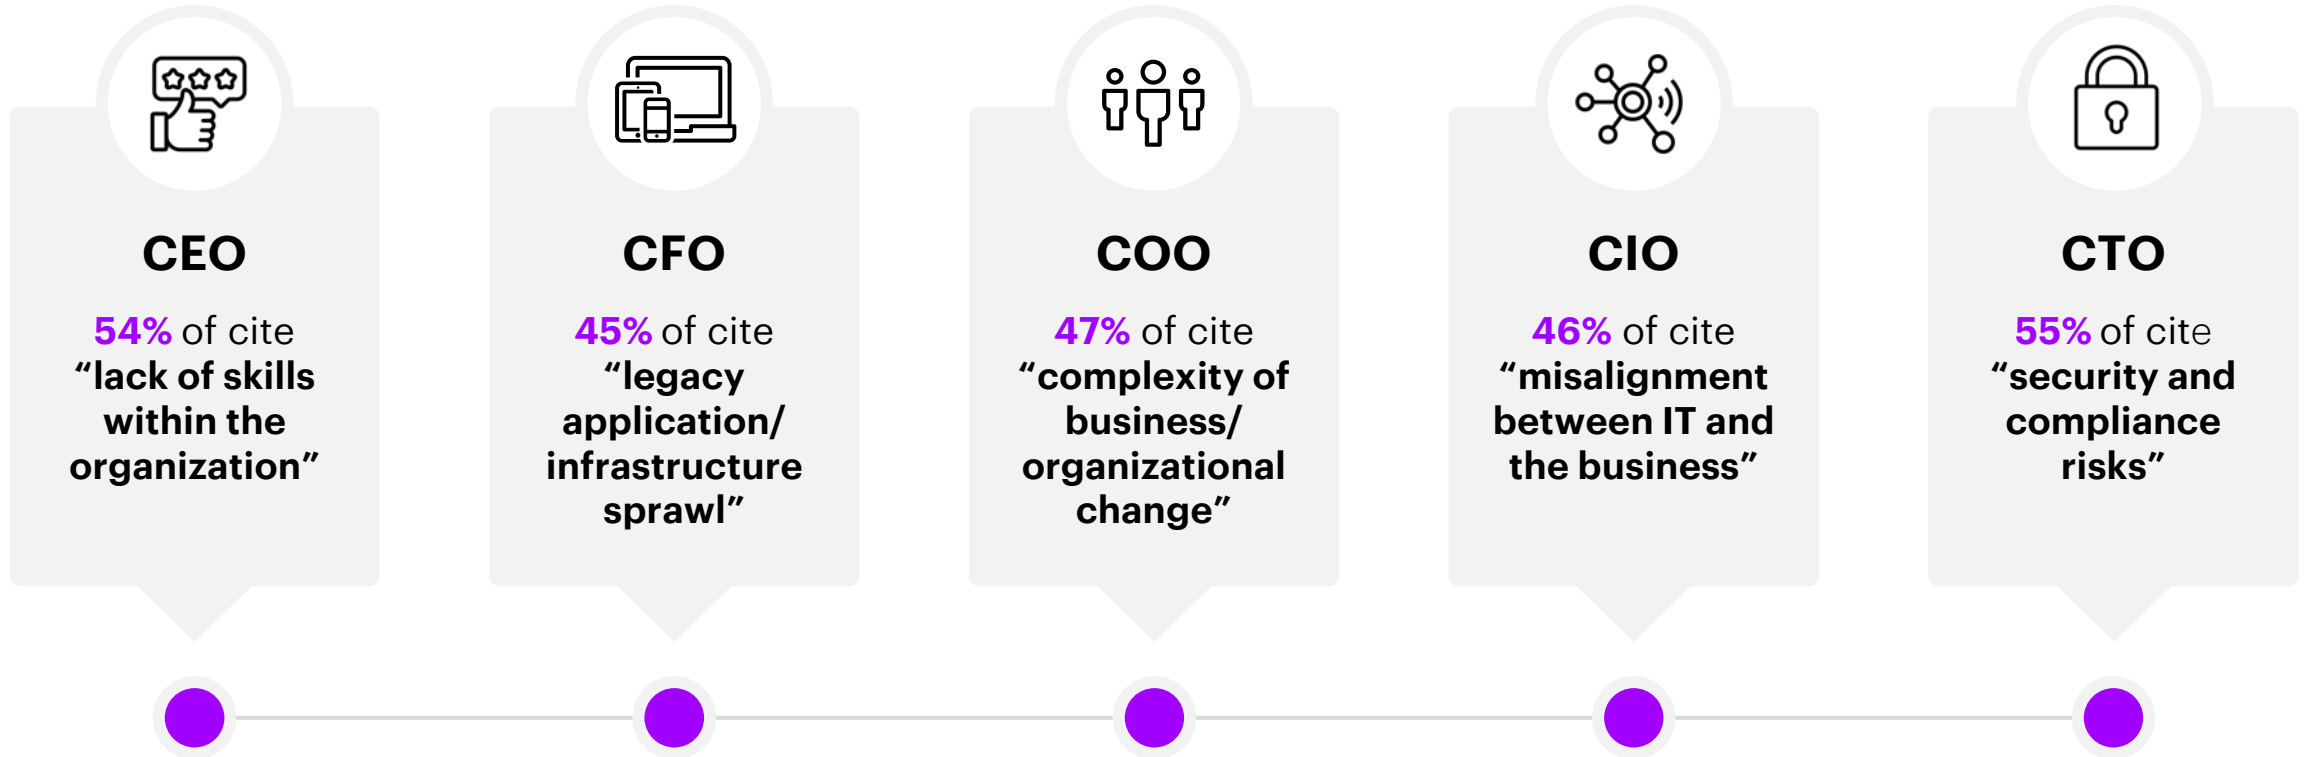 CEO
54% of cite
“lack of skills
within the
organization”
CFO
45% of cite
“legacy
application/
infrastructure
sprawl”
COO
47% of cite
“complexity of
business/
organizational
change”
CIO
46% of cite
“misalignment
between IT and
the business”
CTO
55% of cite
“security and
compliance
risks”